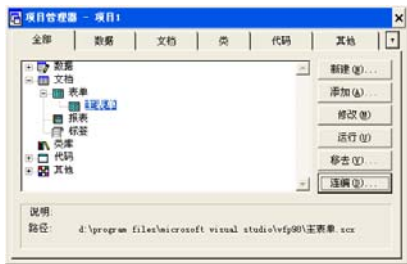 项目管理器 - 项目1
全部 数据 文档 类 代码 其他
数据
文档
表单
主表单
报表
标签
类库
代码
其他
新建(N)...
添加(A)...
修改(M)
运行(U)
移去(V)...
连编(D)...
说明:
路径: d:\program files\microsoft visual studio\vfp98\主表单.scx